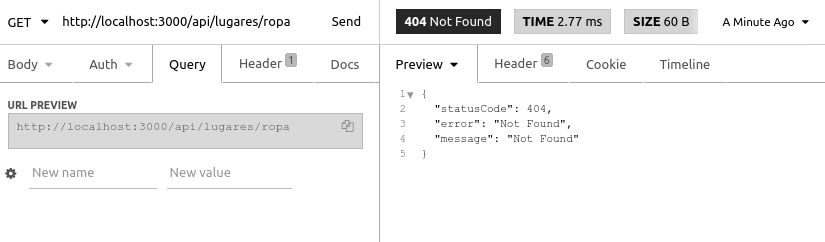 GET http://localhost:3000/api/lugares/ropa Send
404 Not Found TIME 2.77 ms SIZE 60 B A Minute Ago
Body Auth Query Header 1 Docs
Preview Header 6 Cookie Timeline
URL PREVIEW
http://localhost:3000/api/lugares/ropa
New name New value
1 {
2 "statusCode": 404,
3 "error": "Not Found",
4 "message": "Not Found"
5 }